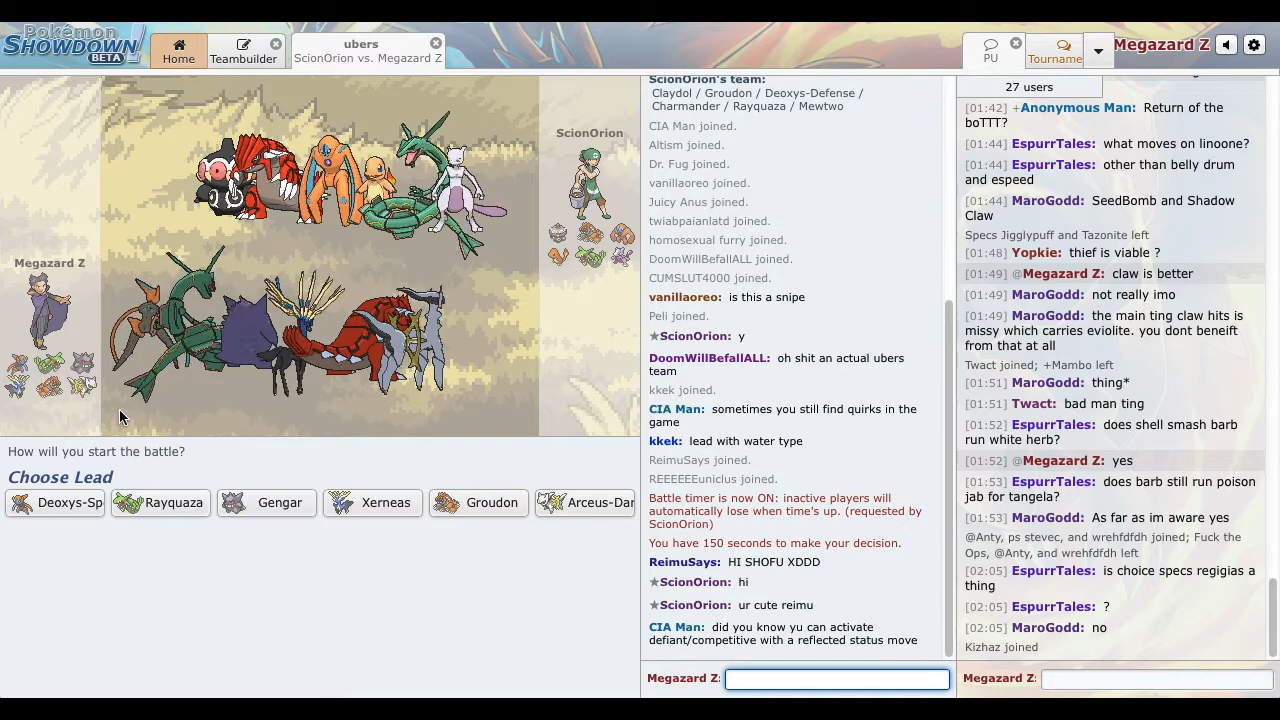 Pokémon
SHOWDOWN!
BETA
Home
Teambuilder
ubers
ScionOrion vs. Megazard Z
PU
Tourname
Megazard Z
ScionOrion
Megazard Z
How will you start the battle?
Choose Lead
Deoxys-Sp
Rayquaza
Gengar
Xerneas
Groudon
Arceus-Dar
ScionOrion's team:
Claydol / Groudon / Deoxys-Defense /
Charmander / Rayquaza / Mewtwo
CIA Man joined.
Altism joined.
Dr. Fug joined.
vanillaoreo joined.
Juicy Anus joined.
twiabpaianlatd joined.
homosexual furry joined.
DoomWillBefallALL joined.
CUMSLUT4000 joined.
vanillaoreo: is this a snipe
Peli joined.
★ScionOrion: y
DoomWillBefallALL: oh shit an actual ubers
team
kkek joined.
CIA Man: sometimes you still find quirks in the
game
kkek: lead with water type
ReimuSays joined.
REEEEEEuniclus joined.
Battle timer is now ON: inactive players will
automatically lose when time's up. (requested by
ScionOrion)
You have 150 seconds to make your decision.
ReimuSays: HI SHOFU XDDD
★ScionOrion: hi
★ScionOrion: ur cute reimu
CIA Man: did you know yu can activate
defiant/competitive with a reflected status move
Megazard Z:
27 users
[01:42] +Anonymous Man: Return of the
boTTT?
[01:44] EspurrTales: what moves on linoone?
[01:44] EspurrTales: other than belly drum
and espeed
[01:44] MaroGodd: SeedBomb and Shadow
Claw
Specs Jigglypuff and Tazonite left
[01:48] Yopkie: thief is viable ?
[01:49] @Megazard Z: claw is better
[01:49] MaroGodd: not really imo
[01:49] MaroGodd: the main ting claw hits is
missy which carries eviolite. you dont beneift
from that at all
Twact joined; +Mambo left
[01:51] MaroGodd: thing*
[01:51] Twact: bad man ting
[01:52] EspurrTales: does shell smash barb
run white herb?
[01:52] @Megazard Z: yes
[01:53] EspurrTales: does barb still run poison
jab for tangela?
[01:53] MaroGodd: As far as im aware yes
@Anty, ps stevec, and wrehfdfdh joined; Fuck the
Ops, @Anty, and wrehfdfdh left
[02:05] EspurrTales: is choice specs regigias a
thing
[02:05] EspurrTales: ?
[02:05] MaroGodd: no
Kizhaz joined
Megazard Z: